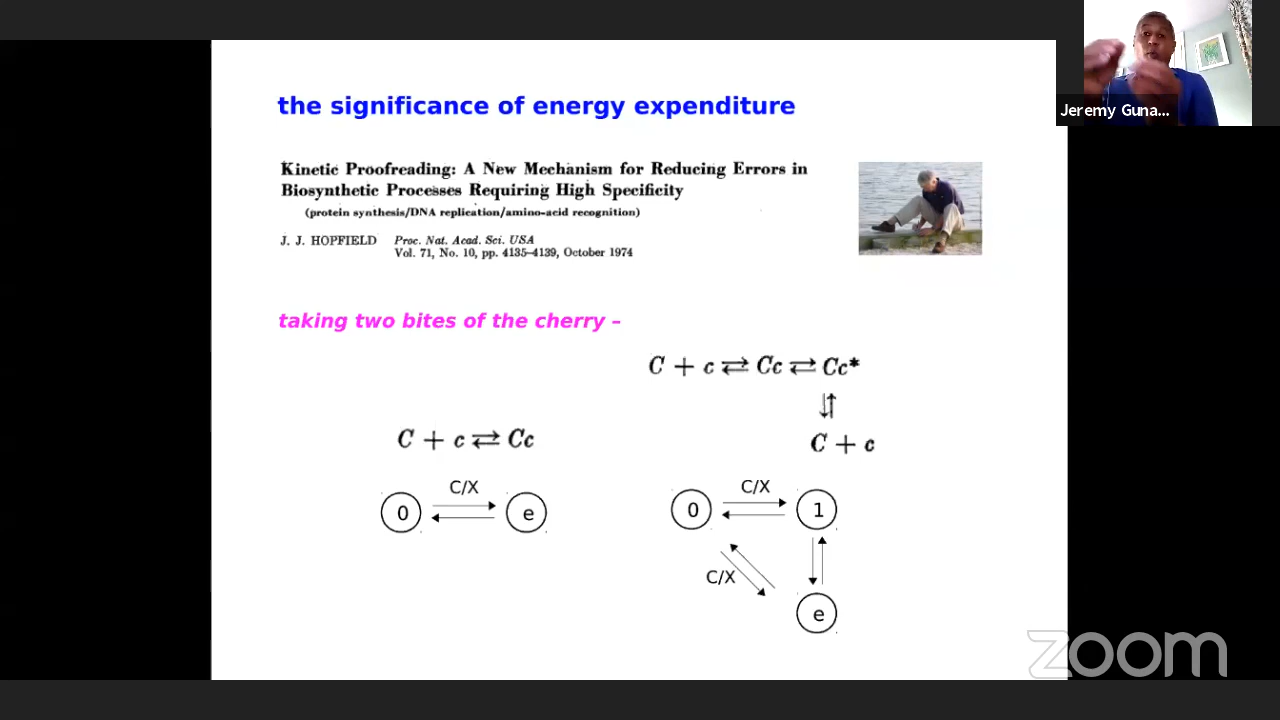 Jeremy Guna...
the significance of energy expenditure
Kinetic Proofreading: A New Mechanism for Reducing Errors in
Biosynthetic Processes Requiring High Specificity
(protein synthesis/DNA replication/amino-acid recognition)
J. J. HOPFIELD Proc. Nat. Acad. Sci. USA
Vol. 71, No. 10, pp. 4135–4139, October 1974
taking two bites of the cherry –
C + c ⇄ Cc ⇄ Cc*
⇵
C + c ⇄ Cc
C + c
C/X
0 e
C/X
0 1
C/X
e
zoom